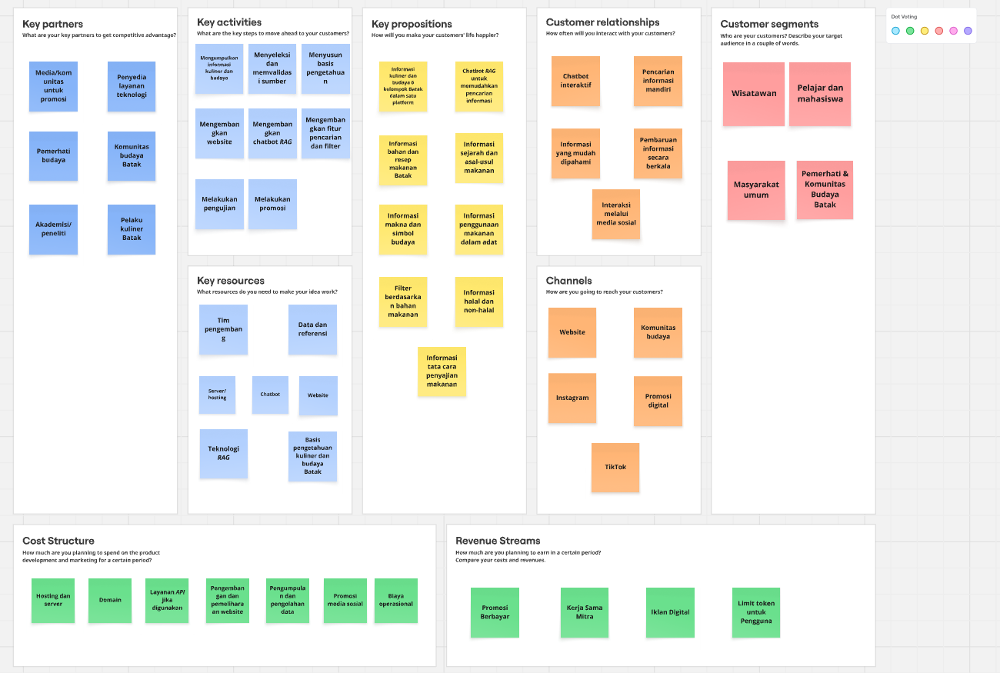 Key partners
What are your key partners to get competitive advantage?
Media/kom
unitas
untuk
promosi
Penyedia
layanan
teknologi
Pemerhati
budaya
Komunitas
budaya
Batak
Akademisi/
peneliti
Pelaku
kuliner
Batak
Key activities
What are the key steps to move ahead to your customers?
Mengumpulkan
informasi
kuliner dan
budaya
Menyeleksi
dan
memvalidas
i sumber
Menyusun
basis
pengetahua
n
Mengemban
gkan
website
Mengemban
gkan
chatbot RAG
Mengemban
gkan fitur
pencarian
dan filter
Melakukan
pengujian
Melakukan
promosi
Key resources
What resources do you need to make your idea work?
Tim
pengemban
g
Data dan
referensi
Server/
hosting
Chatbot
Website
Teknologi
RAG
Basis
pengetahuan
kuliner dan
budaya
Batak
Key propositions
How will you make your customers' life happier?
Informasi
kuliner dan
budaya 6
kelompok Batak
dalam satu
platform
Chatbot RAG
untuk
memudahkan
pencarian
informasi
Informasi
bahan dan
resep
makanan
Batak
Informasi
sejarah dan
asal-usul
makanan
Informasi
makna dan
simbol
budaya
Informasi
penggunaan
makanan
dalam adat
Filter
berdasarka
n bahan
makanan
Informasi
halal dan
non-halal
Informasi
tata cara
penyajian
makanan
Customer relationships
How often will you interact with your customers?
Chatbot
interaktif
Pencarian
informasi
mandiri
Informasi
yang mudah
dipahami
Pembaruan
informasi
secara
berkala
Interaksi
melalui
media sosial
Channels
How are you going to reach your customers?
Website
Komunitas
budaya
Instagram
Promosi
digital
TikTok
Customer segments
Who are your customers? Describe your target
audience in a couple of words.
Wisatawan
Pelajar dan
mahasiswa
Masyarakat
umum
Pemerhati &
Komunitas
Budaya
Batak
Dot Voting
Cost Structure
How much are you planning to spend on the product
development and marketing for a certain period?
Hosting dan
server
Domain
Layanan API
jika
digunakan
Pengemban
gan dan
pemelihara
an website
Pengumpula
n dan
pengolahan
data
Promosi
media sosial
Biaya
operasional
Revenue Streams
How much are you planning to earn in a certain period?
Compare your costs and revenues.
Promosi
Berbayar
Kerja Sama
Mitra
Iklan Digital
Limit token
untuk
Pengguna